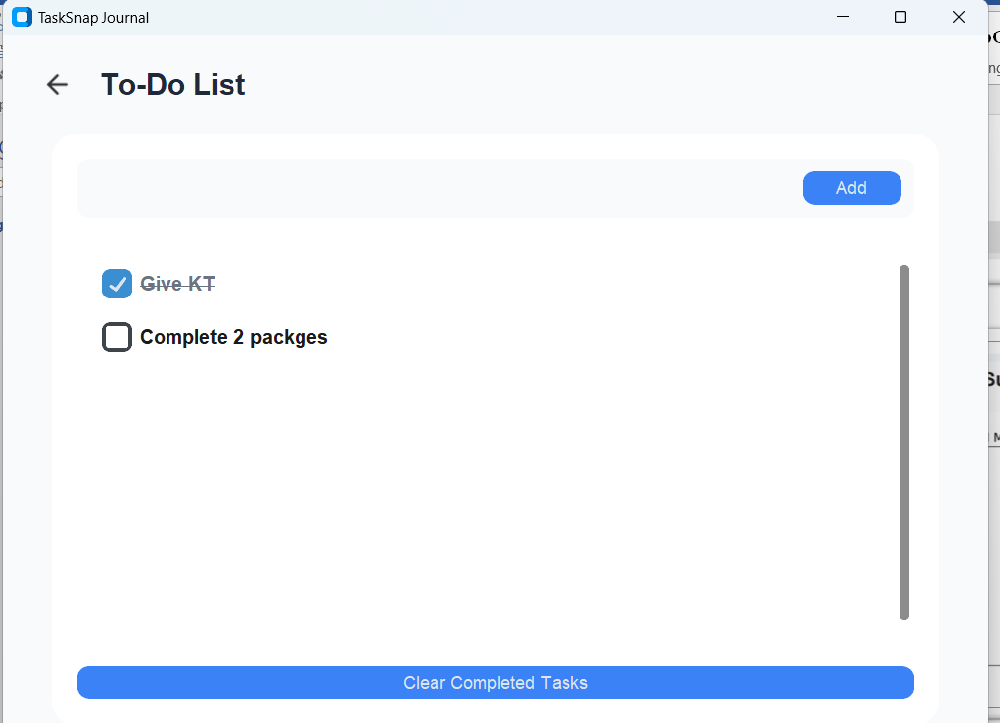 TaskSnap Journal
To-Do List
Add
Give KT
Complete 2 packges
Clear Completed Tasks